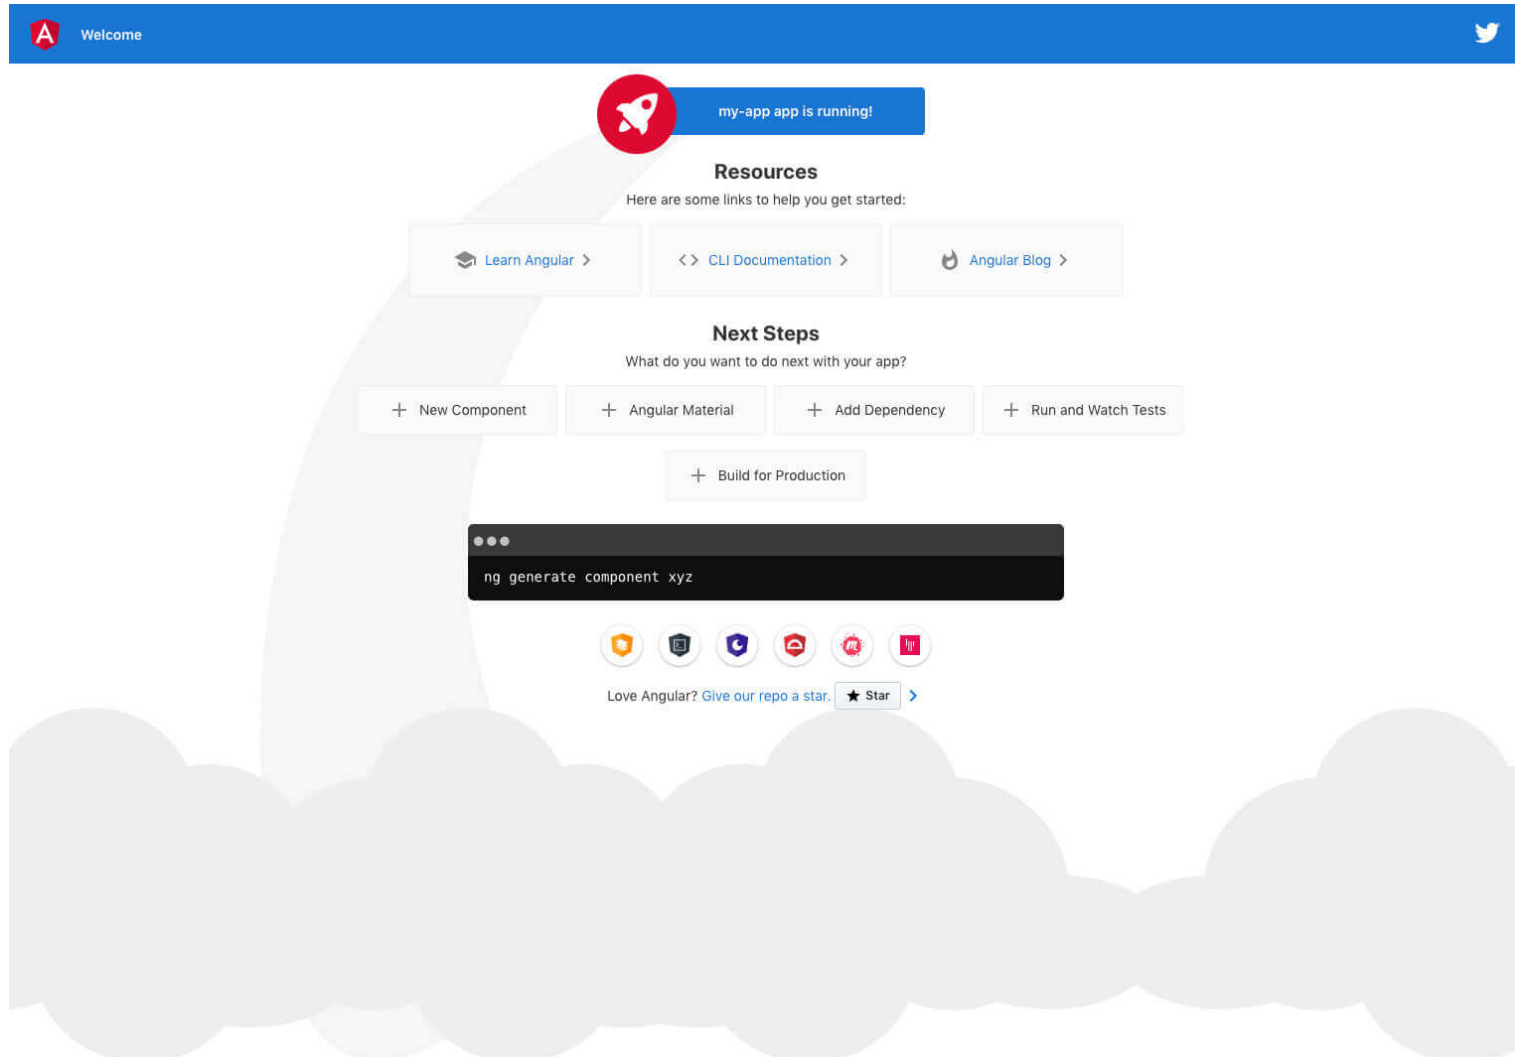 Welcome
my-app app is running!
Resources
Here are some links to help you get started:
Learn Angular
CLI Documentation
Angular Blog
Next Steps
What do you want to do next with your app?
New Component
Angular Material
Add Dependency
Run and Watch Tests
Build for Production
ng generate component xyz
Love Angular? Give our repo a star. Star